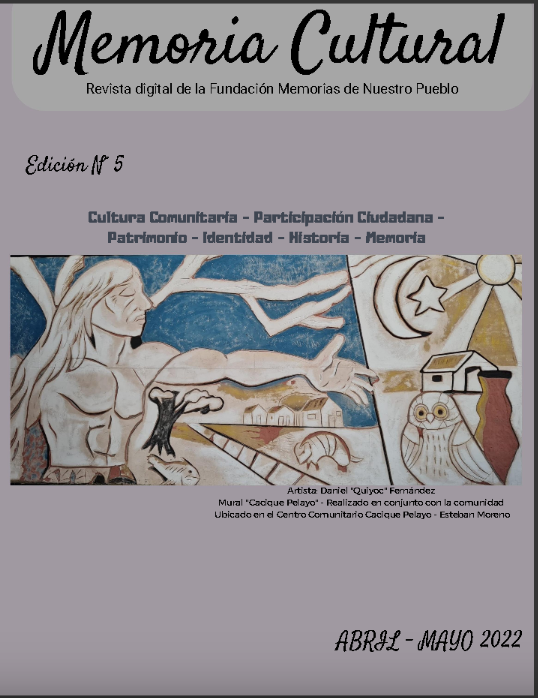 Memoria Cultural
Revista digital de la Fundación Memorias de Nuestro Pueblo
Edición N° 5
Cultura Comunitaria - Participación Ciudadana -
Patrimonio - Identidad - Historia - Memoria
Artista: Daniel "Quiyoc" Fernández
Mural "Cacique Pelayo" - Realizado en conjunto con la comunidad
Ubicado en el Centro Comunitario Cacique Pelayo - Esteban Moreno
ABRIL - MAYO 2022